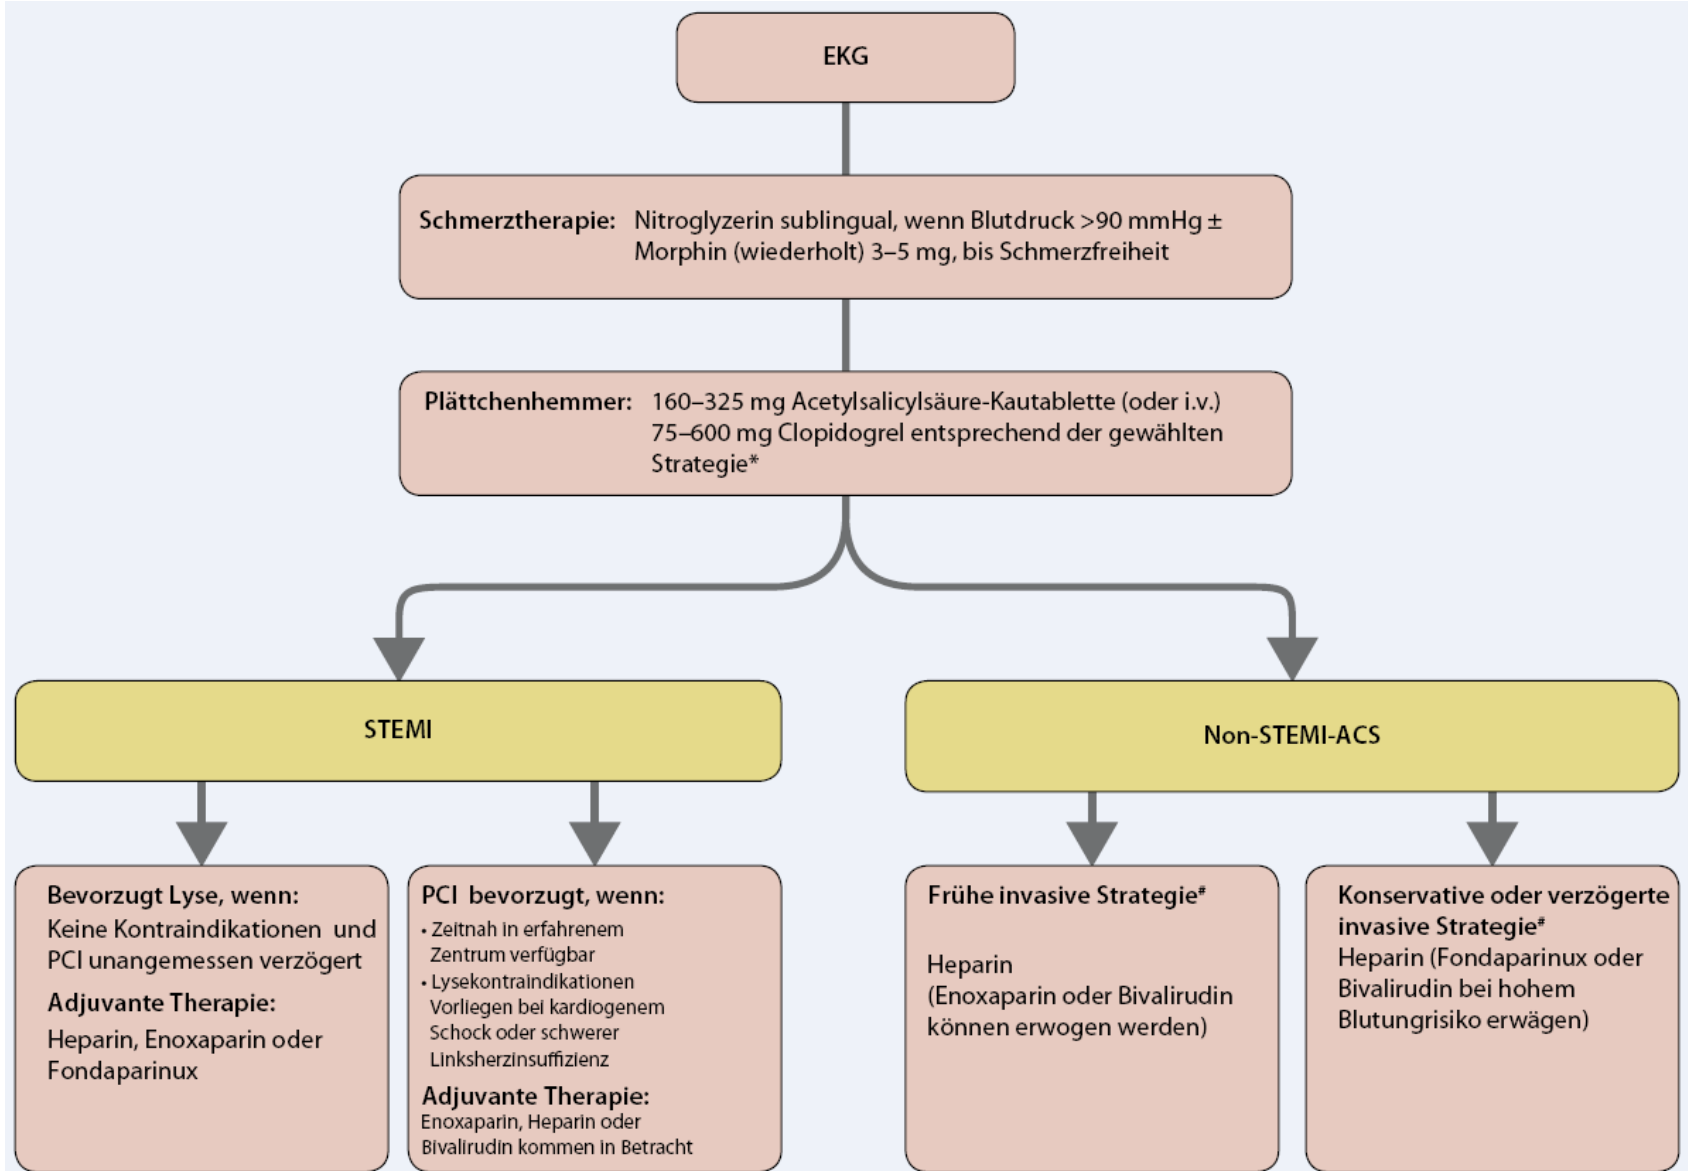 EKG
Schmerztherapie: Nitroglyzerin sublingual, wenn Blutdruck >90 mmHg ±
Morphin (wiederholt) 3–5 mg, bis Schmerzfreiheit
Plättchenhemmer: 160–325 mg Acetylsalicylsäure-Kautablette (oder i.v.)
75–600 mg Clopidogrel entsprechend der gewählten
Strategie*
STEMI
Non-STEMI-ACS
Bevorzugt Lyse, wenn:
Keine Kontraindikationen und
PCI unangemessen verzögert
Adjuvante Therapie:
Heparin, Enoxaparin oder
Fondaparinux
PCI bevorzugt, wenn:
• Zeitnah in erfahrenem
Zentrum verfügbar
• Lysekontraindikationen
Vorliegen bei kardiogenem
Schock oder schwerer
Linksherzinsuffizienz
Adjuvante Therapie:
Enoxaparin, Heparin oder
Bivalirudin kommen in Betracht
Frühe invasive Strategie#
Heparin
(Enoxaparin oder Bivalirudin
können erwogen werden)
Konservative oder verzögerte
invasive Strategie#
Heparin (Fondaparinux oder
Bivalirudin bei hohem
Blutungrisiko erwägen)